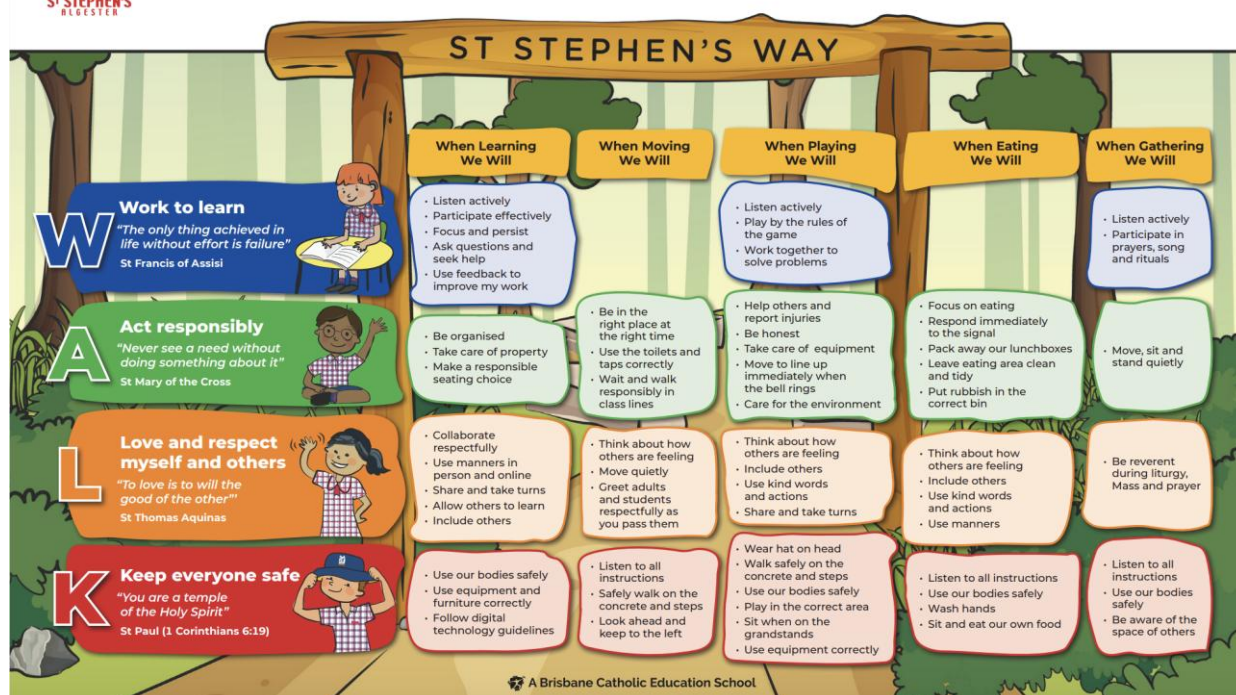 ST STEPHEN'S
ALGESTER
ST STEPHEN'S WAY
When Learning
We Will
When Moving
We Will
When Playing
We Will
When Eating
We Will
When Gathering
We Will
W
Work to learn
"The only thing achieved in
life without effort is failure"
St Francis of Assisi
• Listen actively
• Participate effectively
• Focus and persist
• Ask questions and
seek help
• Use feedback to
improve my work
• Listen actively
• Play by the rules of
the game
• Work together to
solve problems
• Listen actively
• Participate in
prayers, song
and rituals
A
Act responsibly
"Never see a need without
doing something about it"
St Mary of the Cross
• Be organised
• Take care of property
• Make a responsible
seating choice
• Be in the
right place at
the right time
• Use the toilets and
taps correctly
• Wait and walk
responsibly in
class lines
• Help others and
report injuries
• Be honest
• Take care of equipment
• Move to line up
immediately when
the bell rings
• Care for the environment
• Focus on eating
• Respond immediately
to the signal
• Pack away our lunchboxes
• Leave eating area clean
and tidy
• Put rubbish in the
correct bin
• Move, sit and
stand quietly
L
Love and respect
myself and others
"To love is to will the
good of the other"'
St Thomas Aquinas
• Collaborate
respectfully
• Use manners in
person and online
• Share and take turns
• Allow others to learn
• Include others
• Think about how
others are feeling
• Move quietly
• Greet adults
and students
respectfully as
you pass them
• Think about how
others are feeling
• Include others
• Use kind words
and actions
• Share and take turns
• Think about how
others are feeling
• Include others
• Use kind words
and actions
• Use manners
• Be reverent
during liturgy,
Mass and prayer
K
Keep everyone safe
"You are a temple
of the Holy Spirit"
St Paul (1 Corinthians 6:19)
• Use our bodies safely
• Use equipment and
furniture correctly
• Follow digital
technology guidelines
• Listen to all
instructions
• Safely walk on the
concrete and steps
• Look ahead and
keep to the left
• Wear hat on head
• Walk safely on the
concrete and steps
• Use our bodies safely
• Play in the correct area
• Sit when on the
grandstands
• Use equipment correctly
• Listen to all instructions
• Use our bodies safely
• Wash hands
• Sit and eat our own food
• Listen to all
instructions
• Use our bodies
safely
• Be aware of the
space of others
A Brisbane Catholic Education School